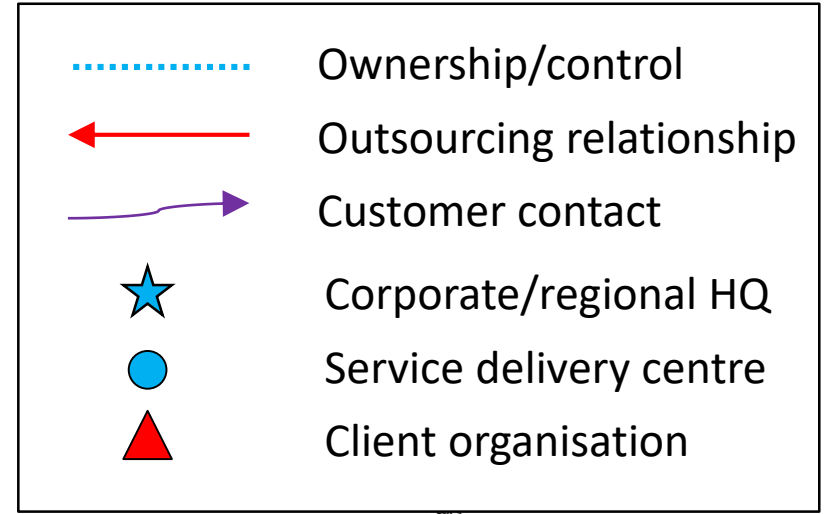 Ownership/control
Outsourcing relationship
Customer contact
Corporate/regional HQ
Service delivery centre
Client organisation